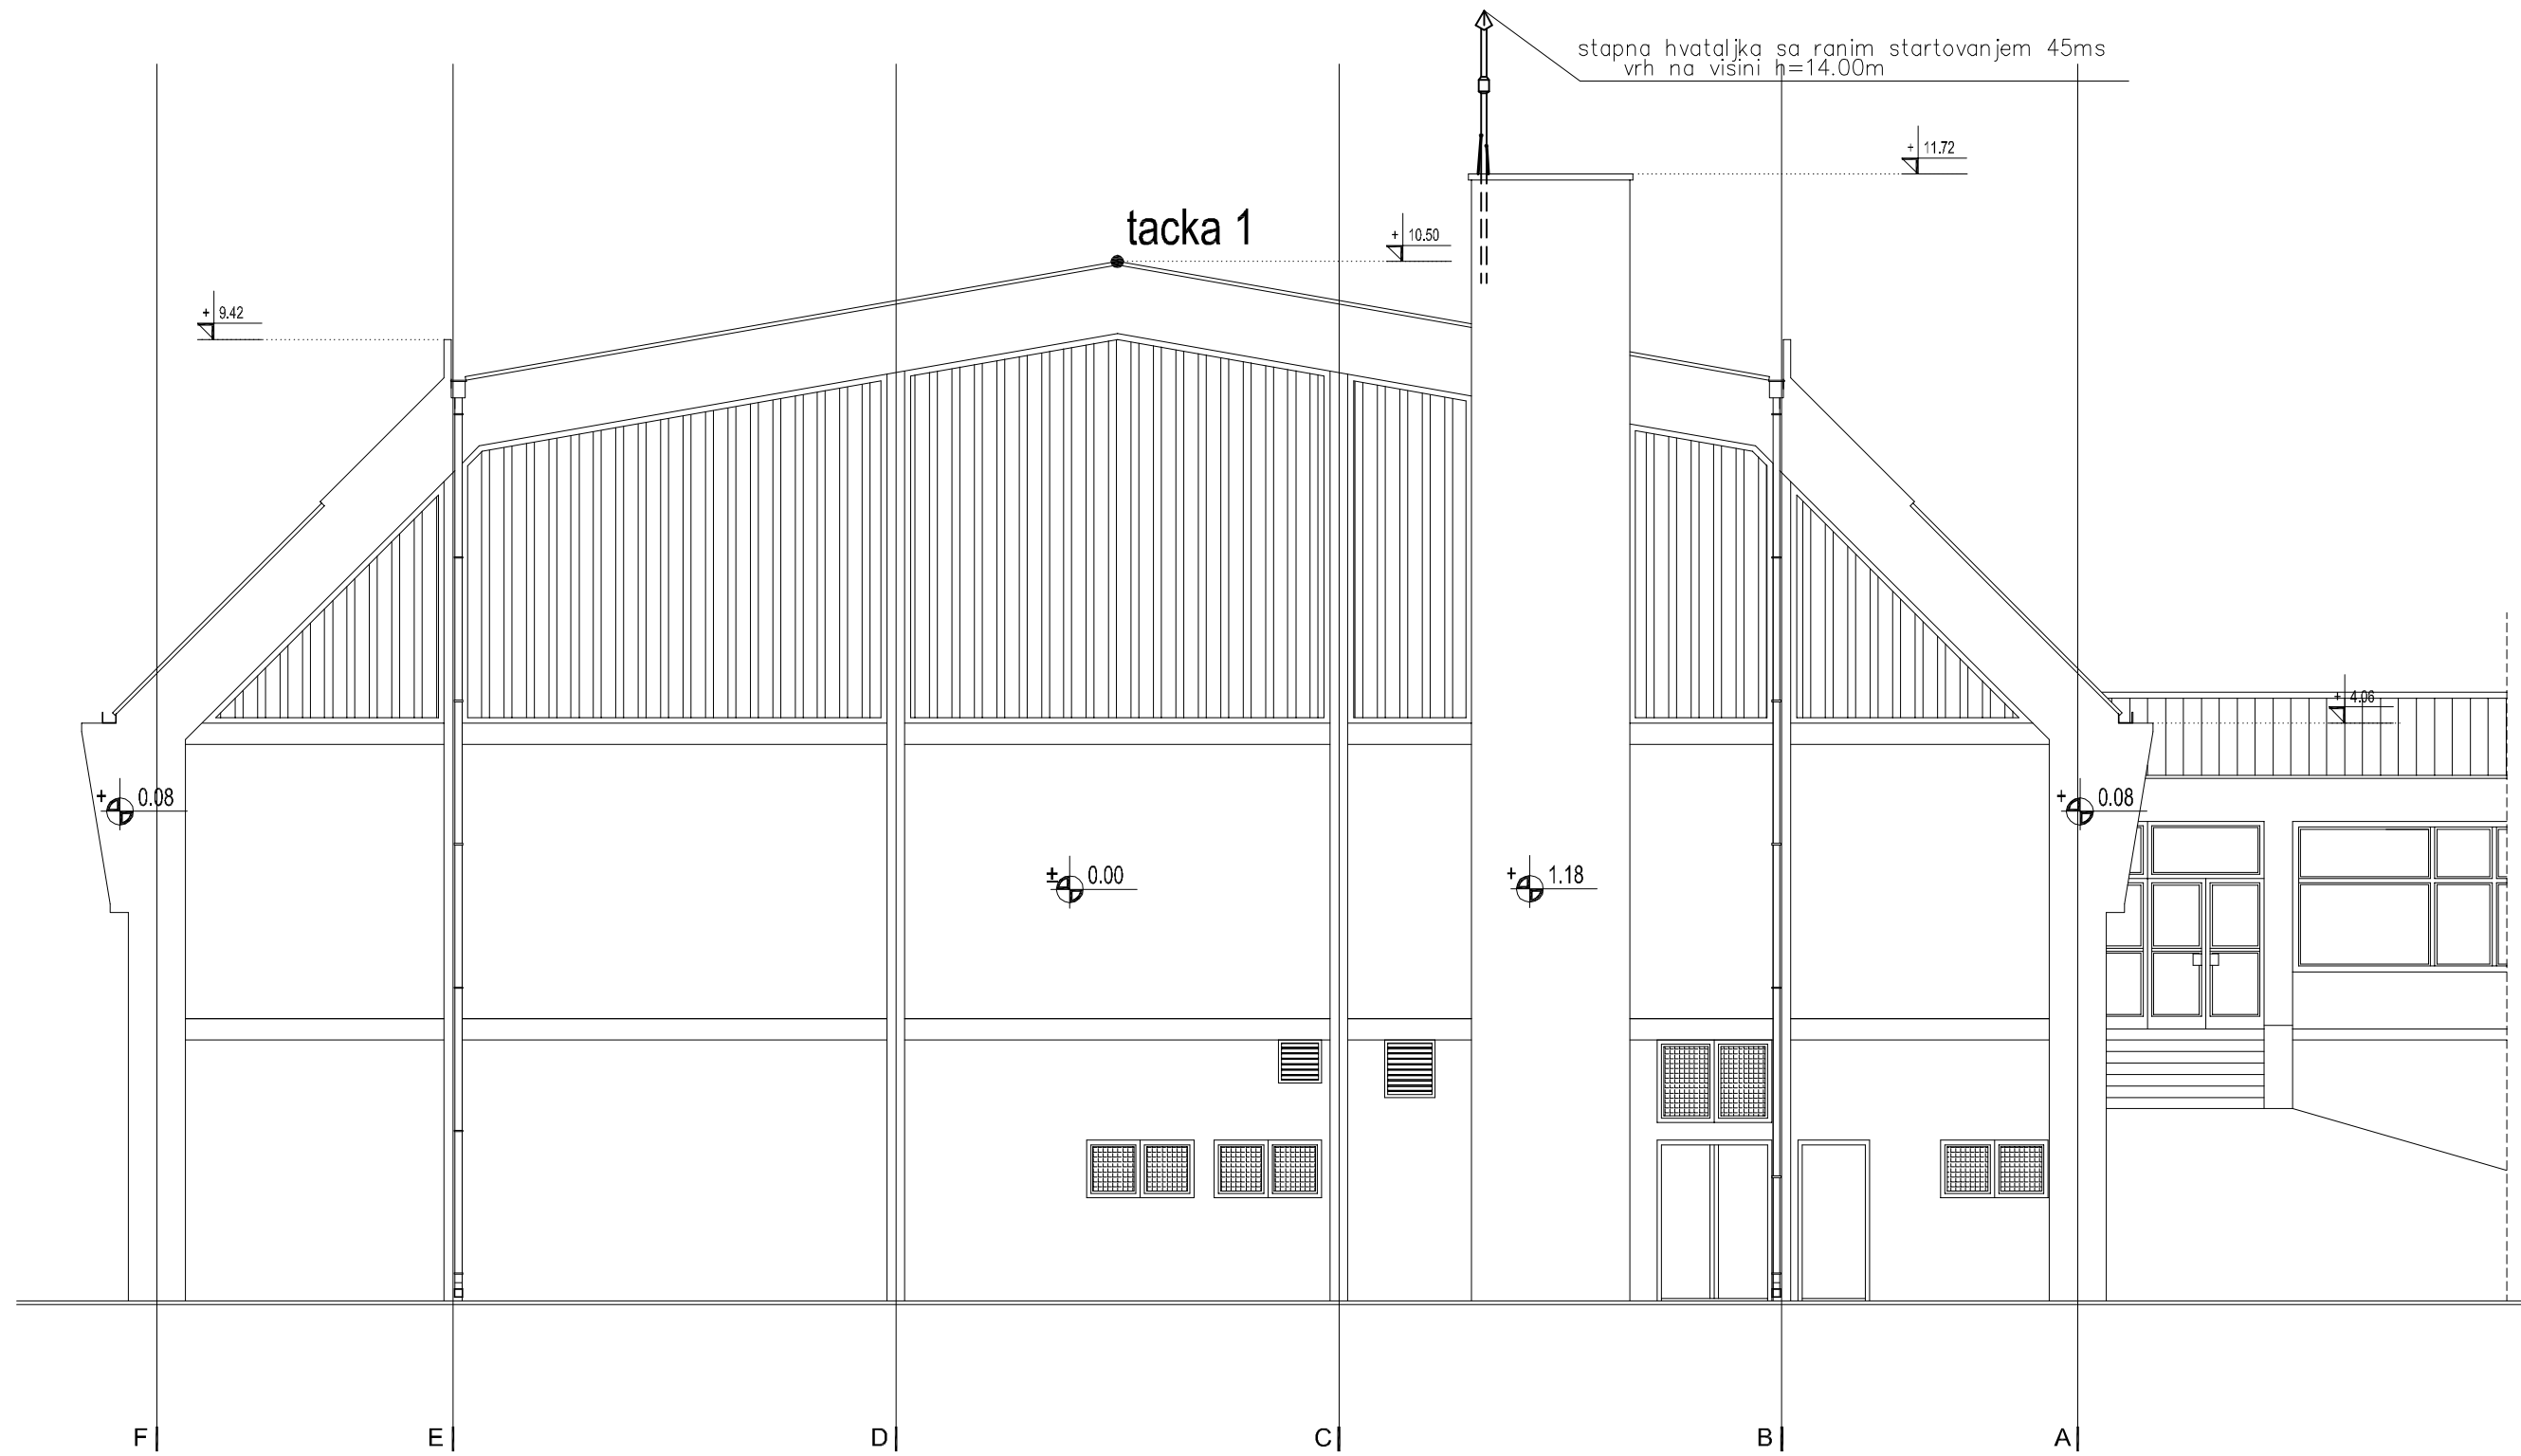 stapna hvataljka sa ranim startovanjem 45ms
vrh na visini h=14.00m
+ 11.72
tacka 1
+ 10.50
+ 9.42
+ 4.06
+ 0.08
+ 0.08
± 0.00
+ 1.18
F E D C B A